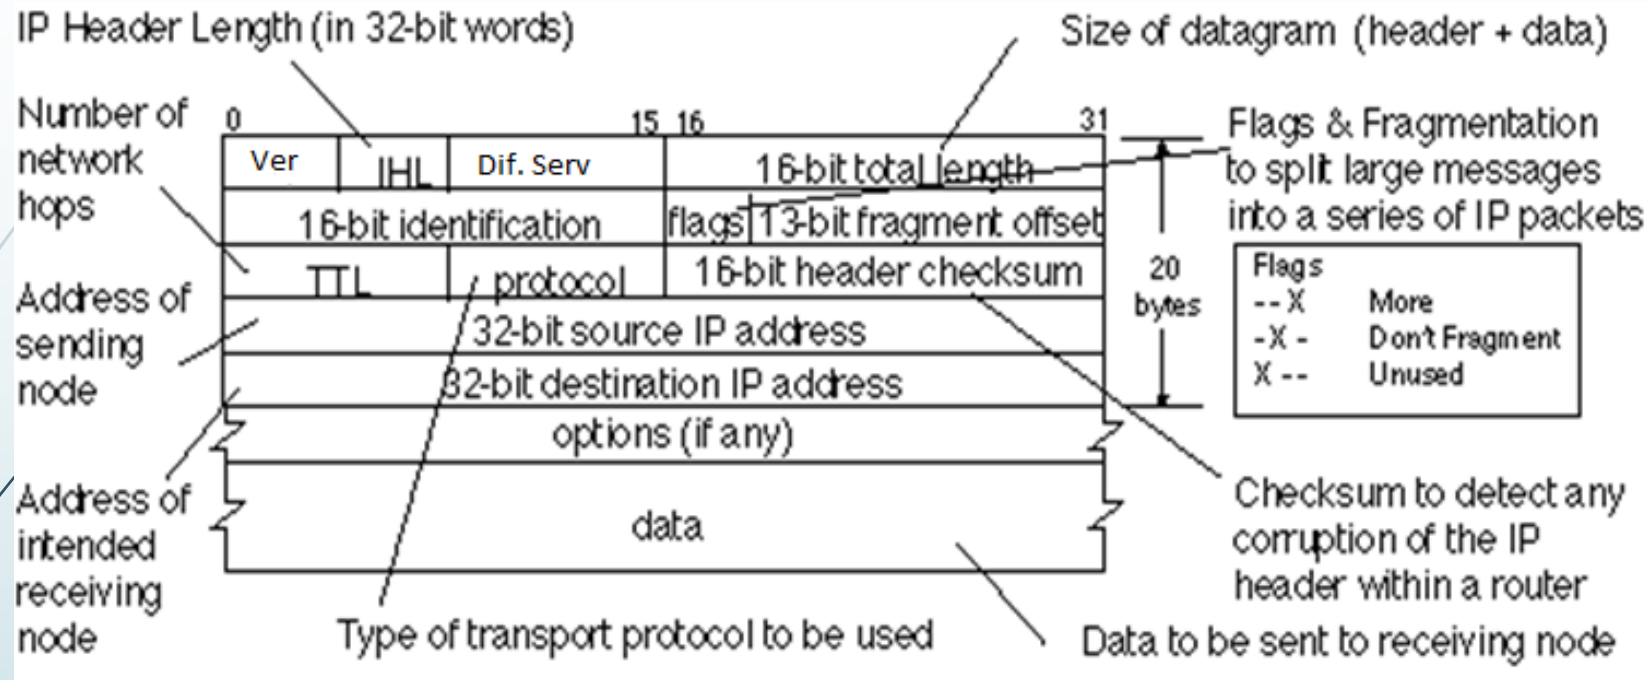 IP Header Length (in 32-bit words)
Size of datagram (header + data)
Number of
network
hops
0
15 16
31
Flags & Fragmentation
to split large messages
into a series of IP packets
Ver
IHL
Dif. Serv
16-bit total length
16-bit identification
flags
13-bit fragment offset
TTL
protocol
16-bit header checksum
20
bytes
Flags
- - X More
- X - Don't Fragment
X - - Unused
Address of
sending
node
32-bit source IP address
32-bit destination IP address
options (if any)
Address of
intended
receiving
node
data
Checksum to detect any
corruption of the IP
header within a router
Type of transport protocol to be used
Data to be sent to receiving node